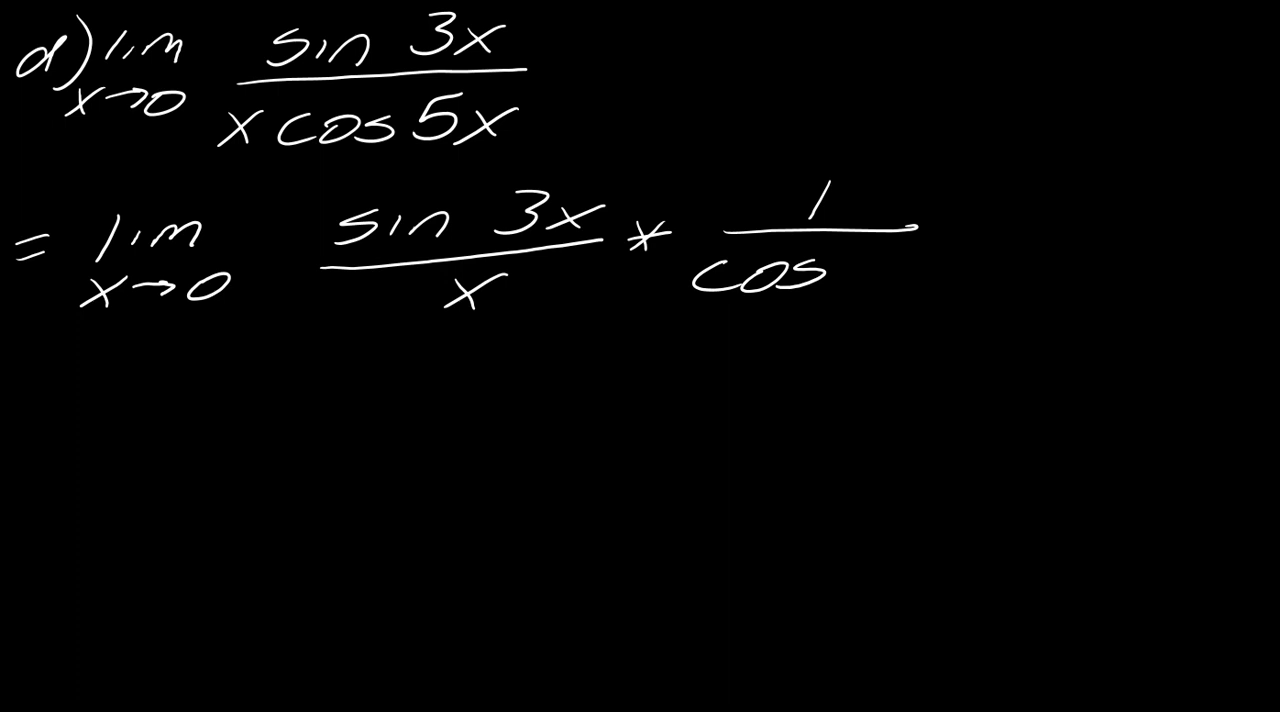 d) lim sin 3x
x→0 x cos 5x
= lim sin 3x * 1
x→0 x cos